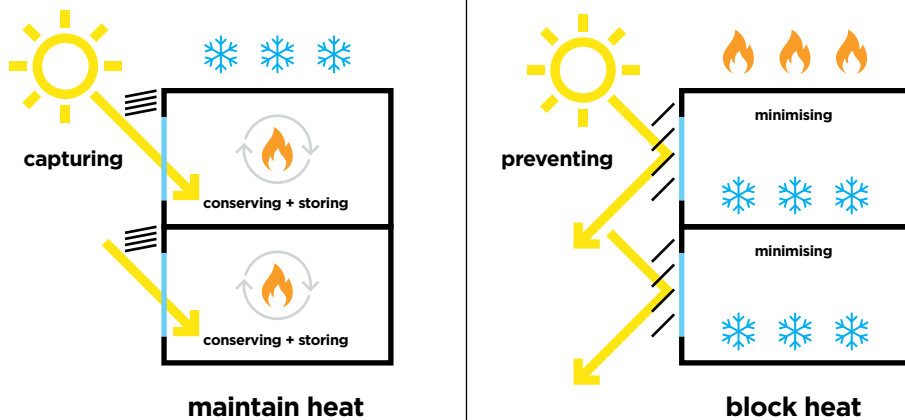 capturing
conserving + storing
conserving + storing
maintain heat
minimising
preventing
minimising
block heat